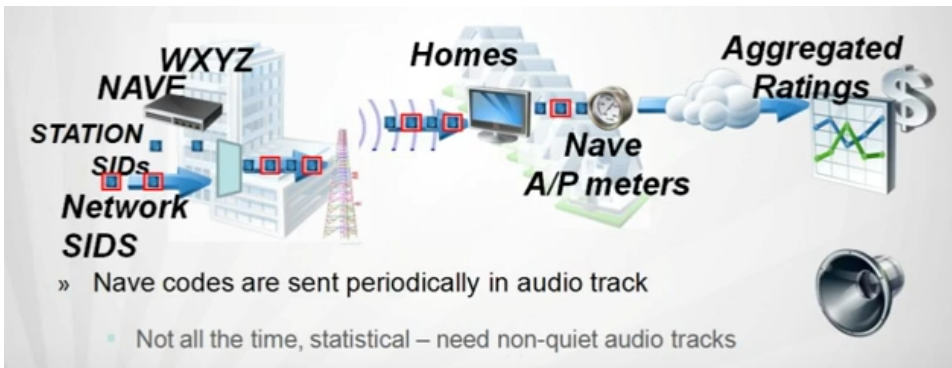 WXYZ
NAVE
STATION
SIDs
Network
SIDS
Homes
Nave
A/P meters
Aggregated
Ratings
$
» Nave codes are sent periodically in audio track
Not all the time, statistical – need non-quiet audio tracks